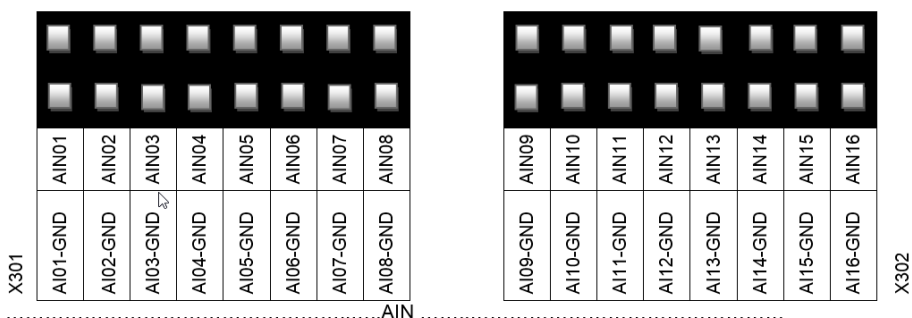 AIN01 AIN02 AIN03 AIN04 AIN05 AIN06 AIN07 AIN08 AIN09 AIN10 AIN11 AIN12 AIN13 AIN14 AIN15 AIN16
X301 AI01-GND AI02-GND AI03-GND AI04-GND AI05-GND AI06-GND AI07-GND AI08-GND AI09-GND AI10-GND AI11-GND AI12-GND AI13-GND AI14-GND AI15-GND AI16-GND X302
AIN